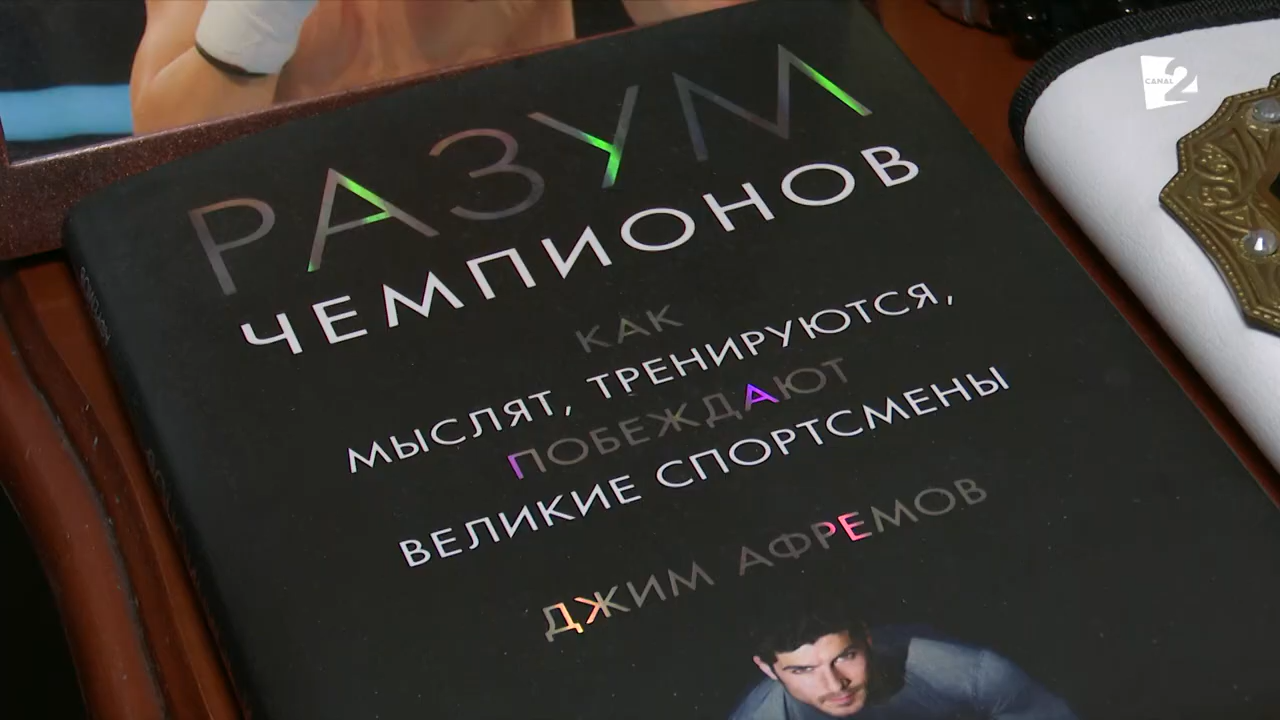 CANAL 2
РАЗУМ
ЧЕМПИОНОВ
КАК
МЫСЛЯТ, ТРЕНИРУЮТСЯ,
ПОБЕЖДАЮТ
ВЕЛИКИЕ СПОРТСМЕНЫ
ДЖИМ АФРЕМОВ